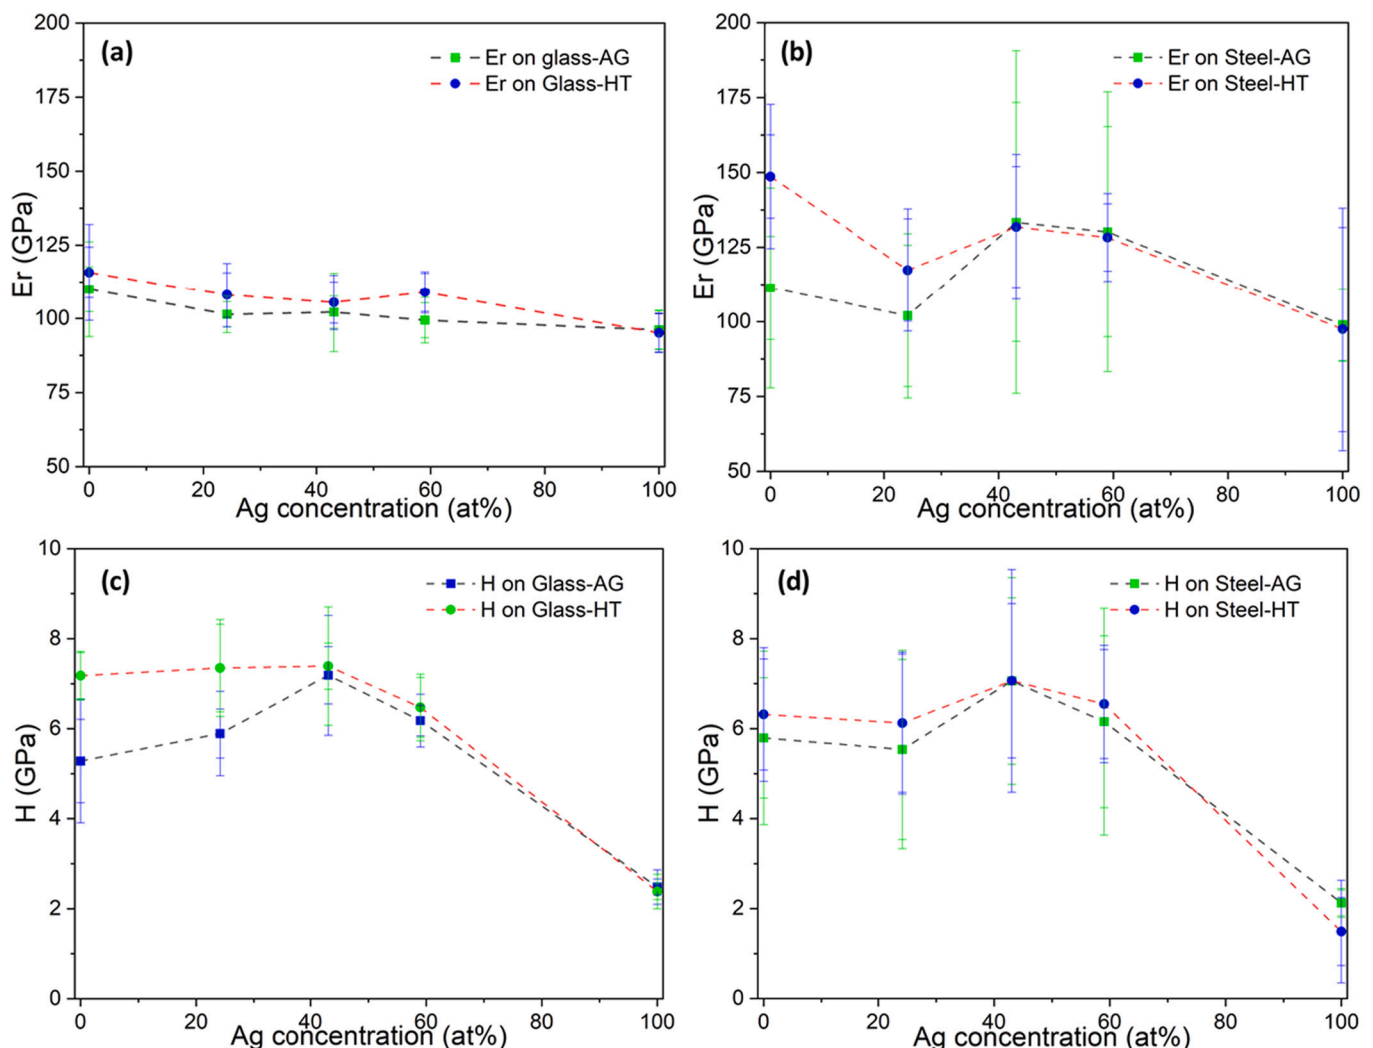 (a)
Er on glass-AG
Er on Glass-HT
200
175
150
125
100
75
50
Er (GPa)
0 20 40 60 80 100
Ag concentration (at%)
(b)
Er on Steel-AG
Er on Steel-HT
200
175
150
125
100
75
50
Er (GPa)
0 20 40 60 80 100
Ag concentration (at%)
(c)
H on Glass-AG
H on Glass-HT
10
8
6
4
2
0
H (GPa)
0 20 40 60 80 100
Ag concentration (at%)
(d)
H on Steel-AG
H on Steel-HT
10
8
6
4
2
0
H (GPa)
0 20 40 60 80 100
Ag concentration (at%)